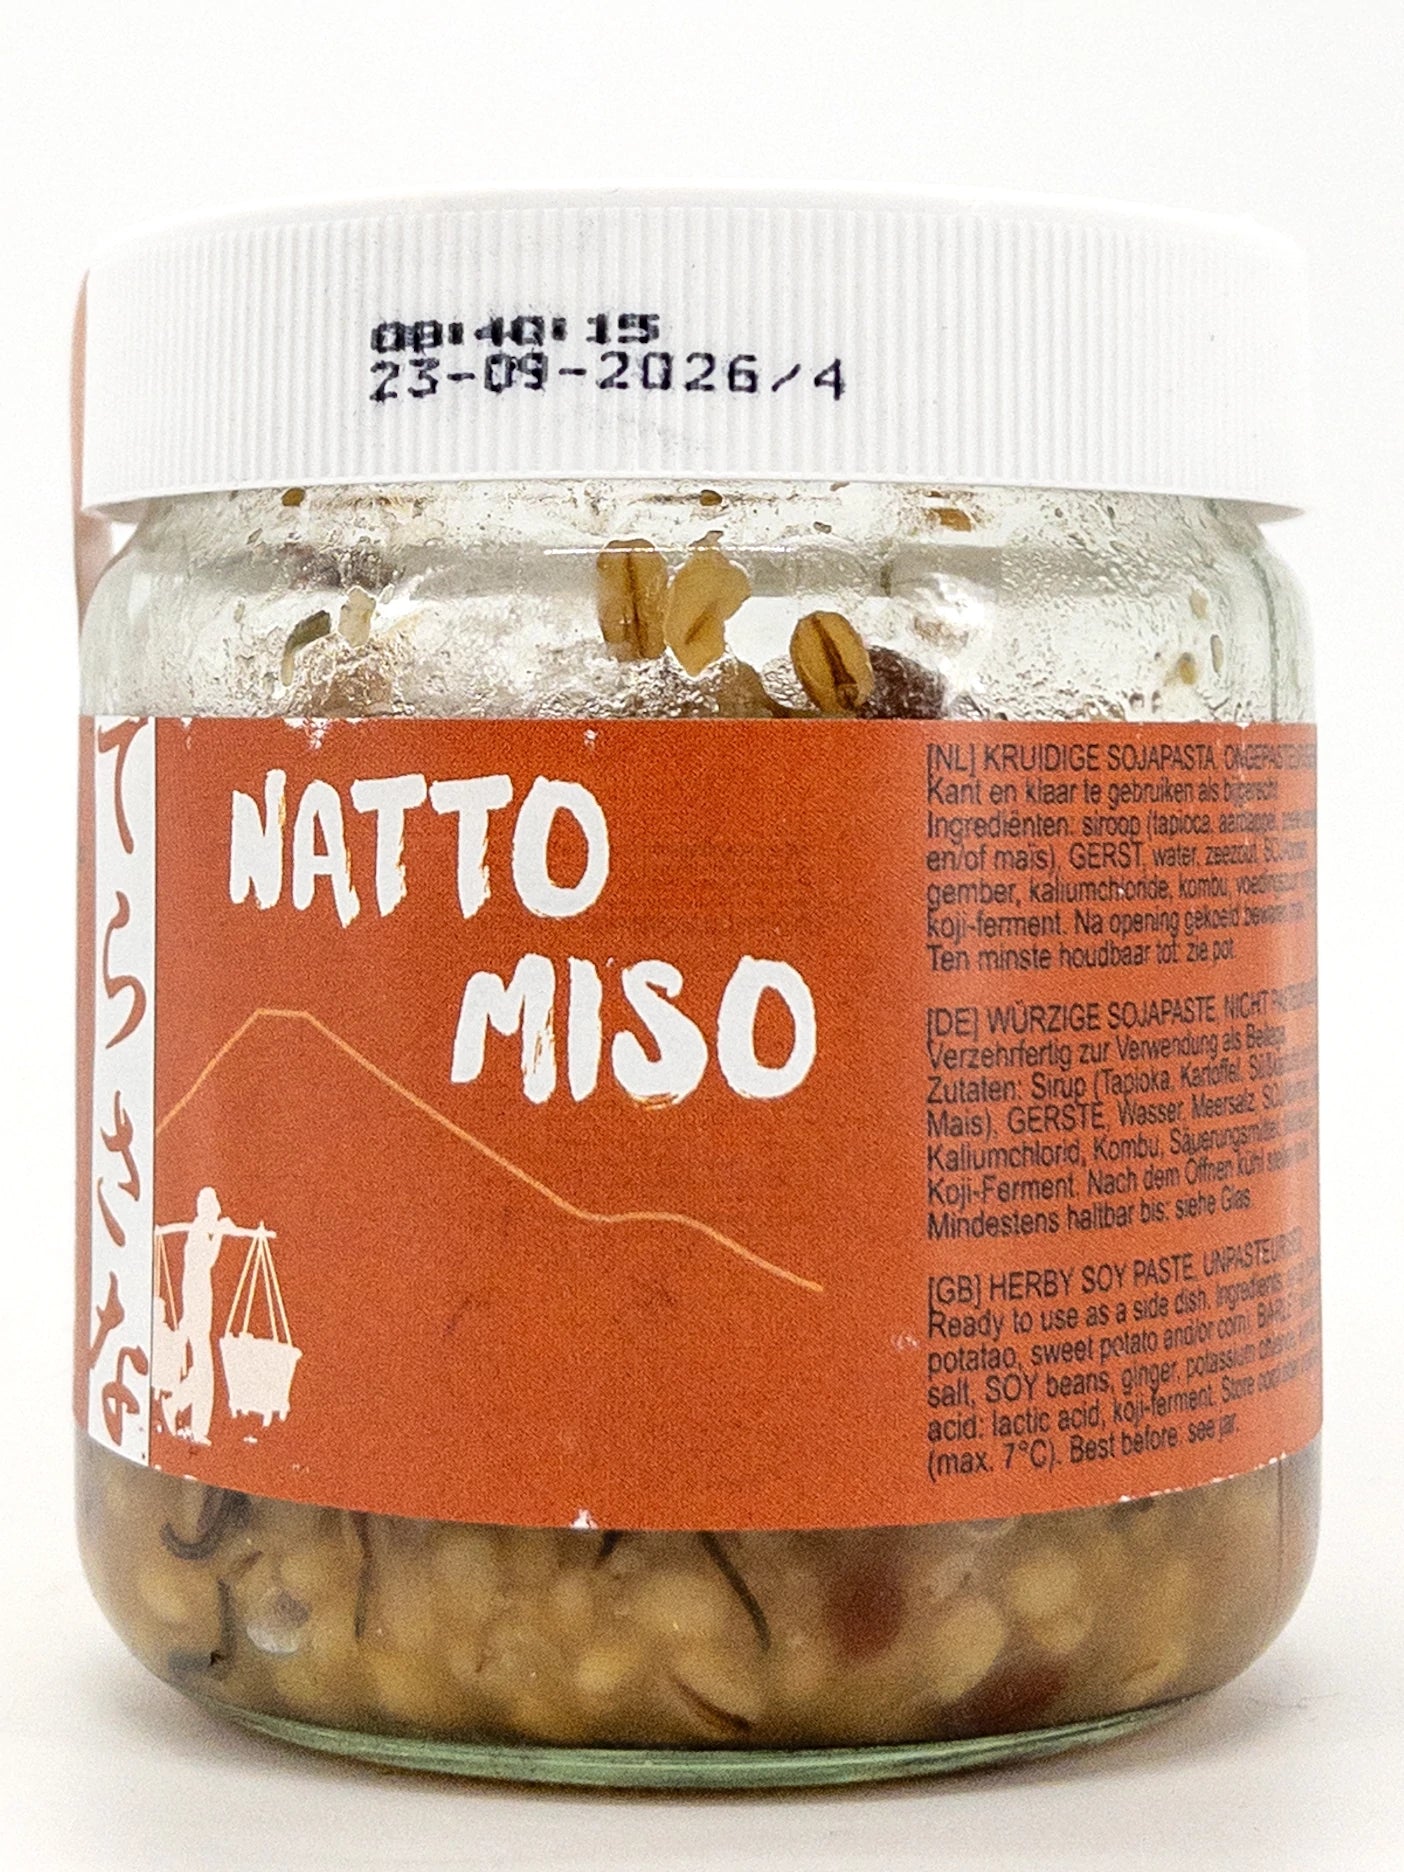 08:40:15
23-09-2026/4
てらさな
NATTO
MISO
[NL] KRUIDIGE SOJAPASTA, ONGEPASTEURISEERD
Kant en klaar te gebruiken als bijgerecht
Ingrediënten: siroop (tapioca, aardappel,
en/of maïs), GERST, water, zeezout,
gember, kaliumchloride, kombu,
koji-ferment. Na opening gekoeld bewaren
Ten minste houdbaar tot: zie pot.
[DE] WÜRZIGE SOJAPASTE, NICHT
Verzehrfertig zur Verwendung als Beilage
Zutaten: Sirup (Tapioka, Kartoffel,
Mais), GERSTE, Wasser, Meersalz,
Kaliumchlorid, Kombu, Säuerungsmittel:
Koji-Ferment. Nach dem Öffnen kühl
Mindestens haltbar bis: siehe Glas.
[GB] HERBY SOY PASTE, UNPASTEURISED
Ready to use as a side dish. Ingredients:
potatao, sweet potato and/or corn),
salt, SOY beans, ginger, potassium
acid: lactic acid, koji-ferment. Store
(max. 7°C). Best before: see jar.